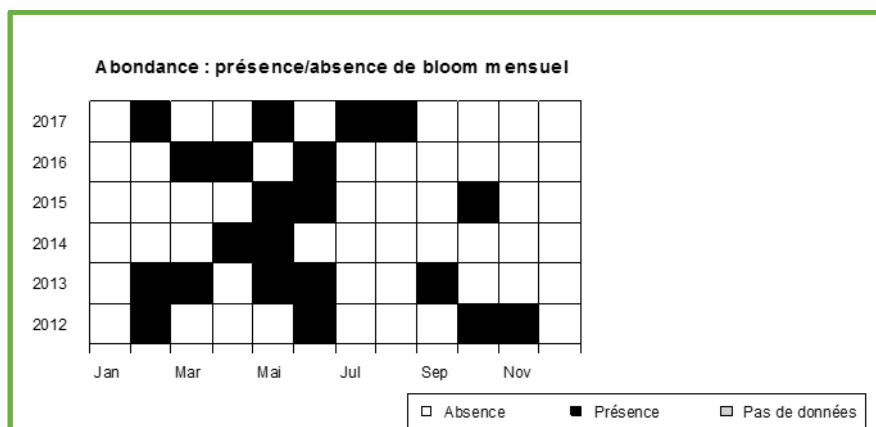 Abondance : présence/absence de bloom mensuel
2017
2016
2015
2014
2013
2012
Jan Mar Mai Jul Sep Nov
Absence Présence Pas de données